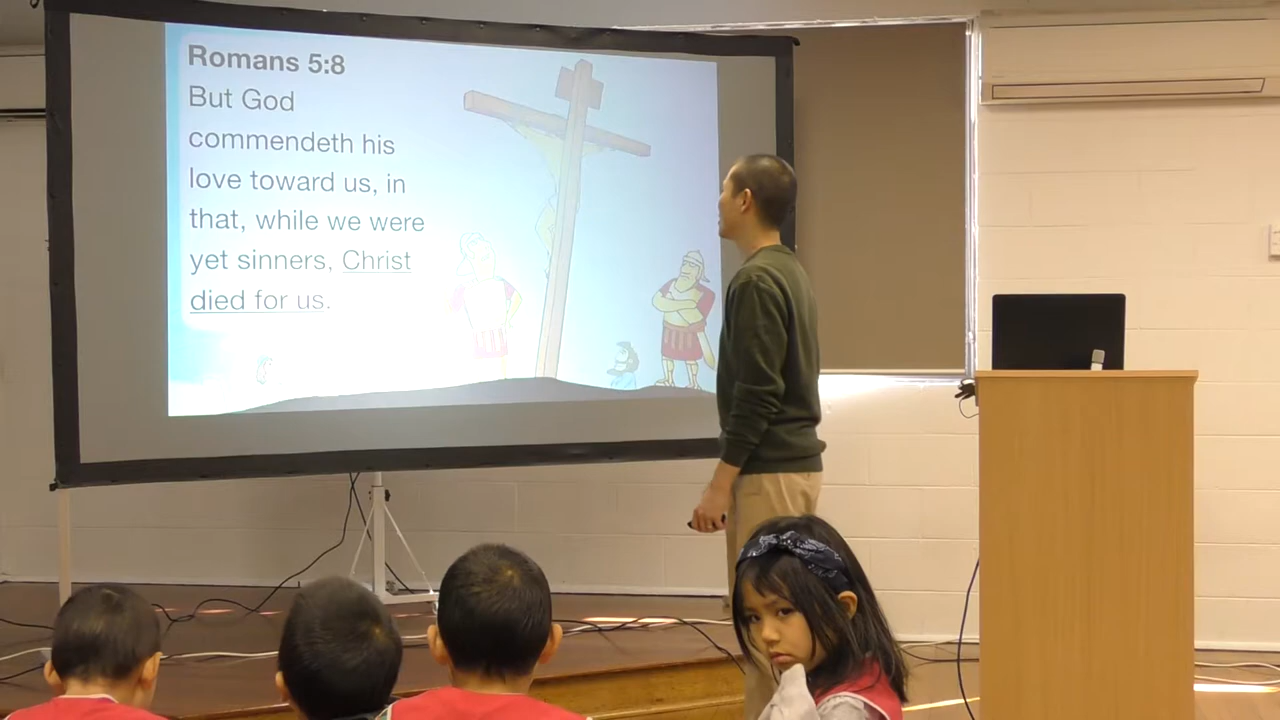 Romans 5:8
But God
commendeth his
love toward us, in
that, while we were
yet sinners, Christ
died for us.